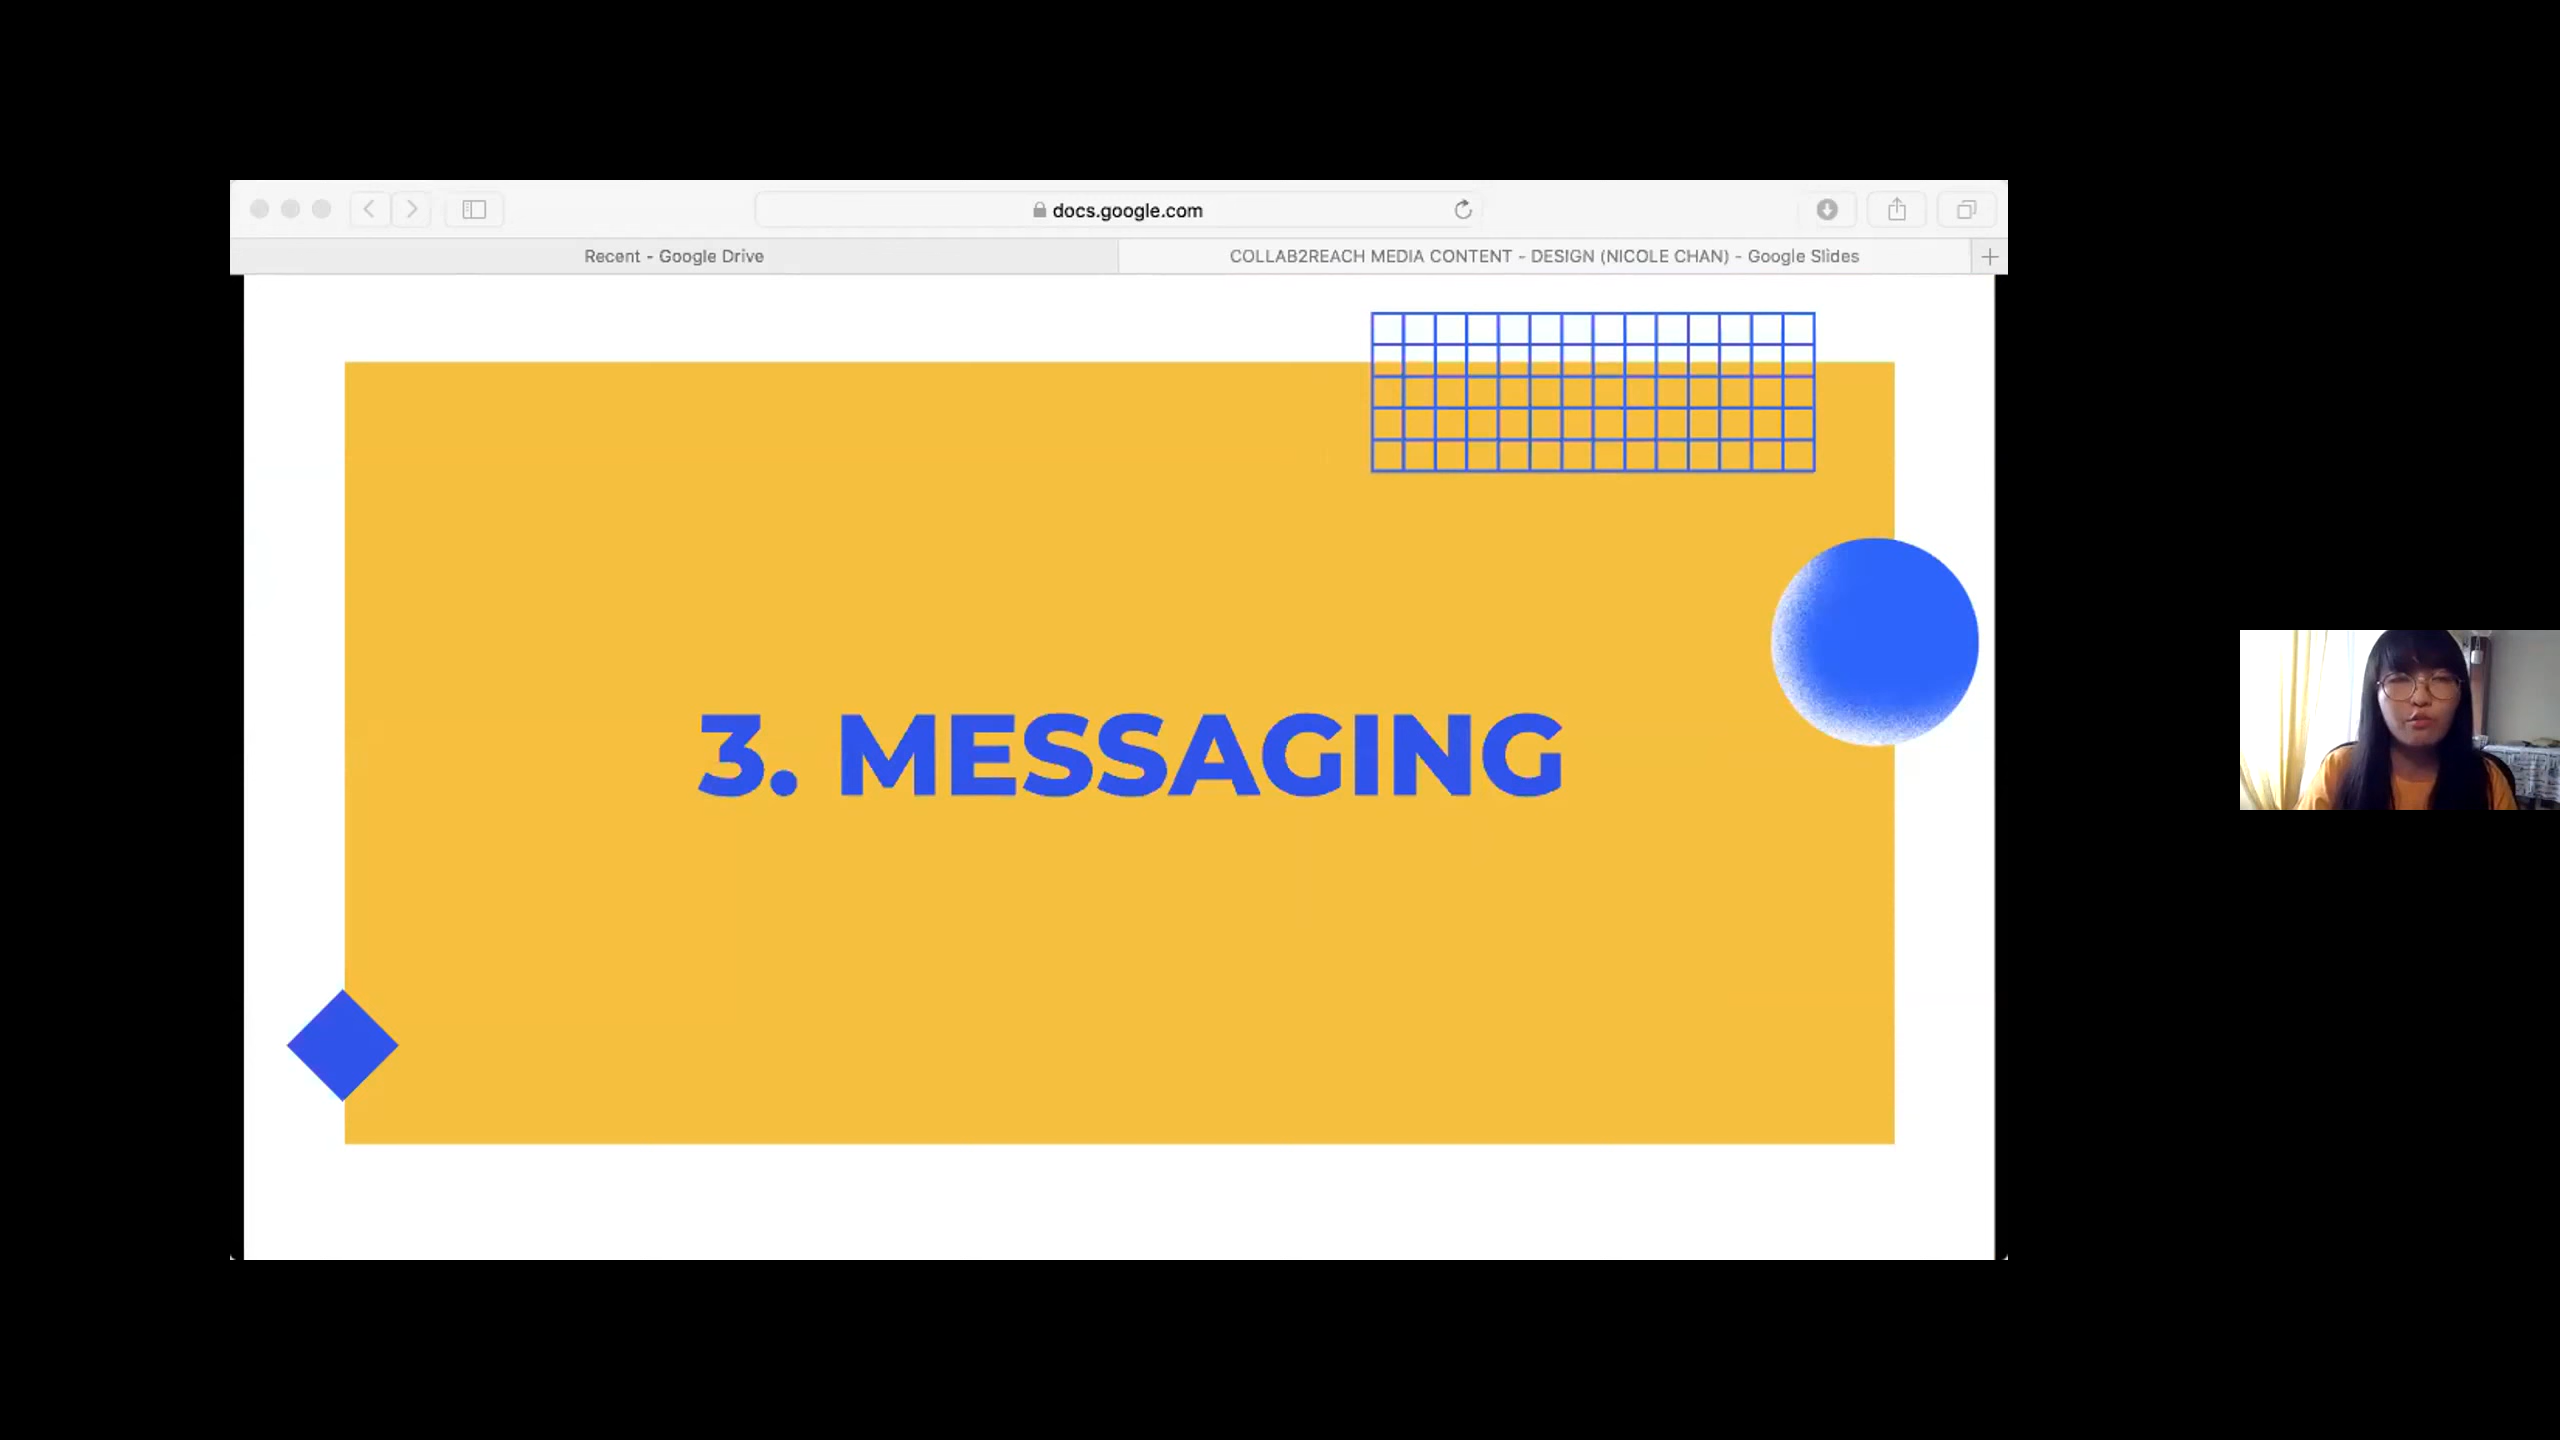 docs.google.com
Recent - Google Drive
COLLAB2REACH MEDIA CONTENT - DESIGN (NICOLE CHAN) - Google Slides
3. MESSAGING